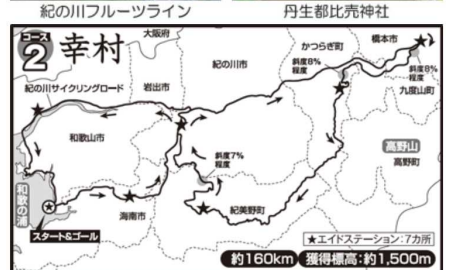 紀の川フルーツライン
丹生都比売神社
コース
2 幸村
大阪府
橋本市
かつらぎ町
紀の川市
斜度8%
程度
斜度8%
程度
紀の川サイクリングロード
岩出市
九度山町
和歌山市
高野山
高野町
斜度7%
程度
和歌の浦
海南市
紀美野町
スタート&ゴール
★エイドステーション:7カ所
約160km
獲得標高:約1,500m